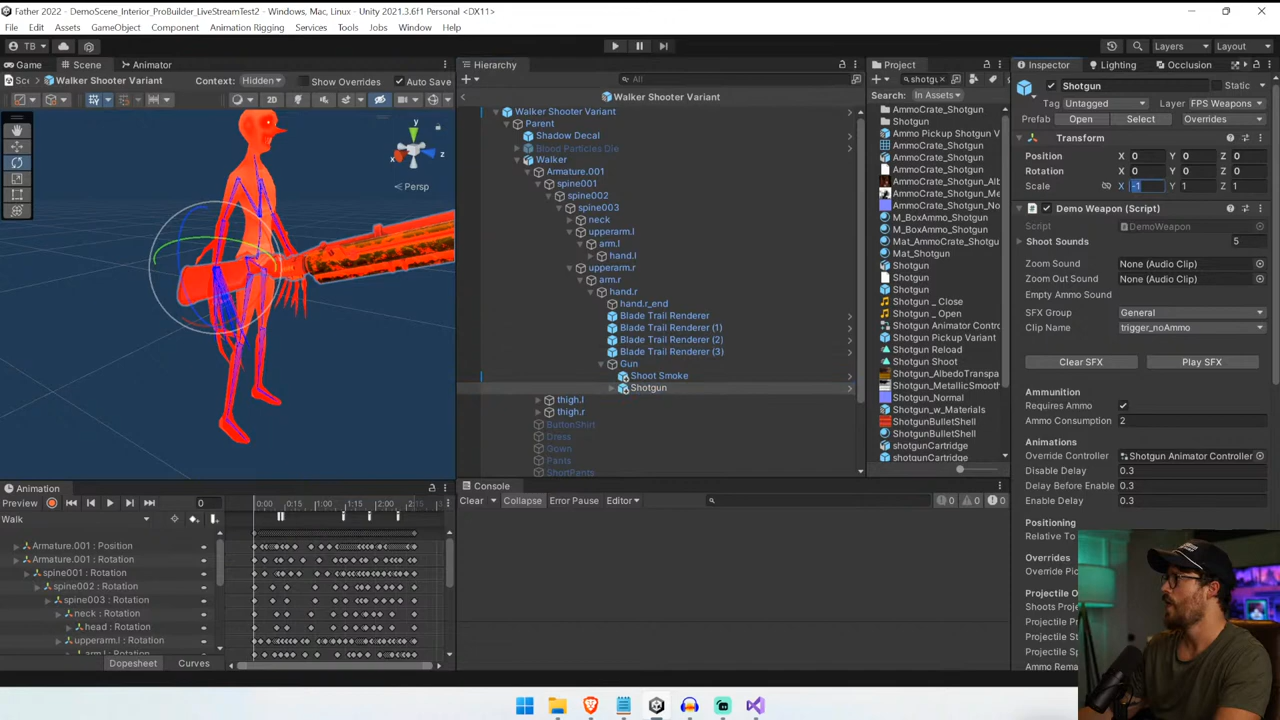 Father 2022 - DemoScene_Interior_ProBuilder_LiveStreamTest2 - Windows, Mac, Linux - Unity 2021.3.6f1 Personal <DX11>
File Edit Assets GameObject Component Animation Rigging Services Tools Jobs Window Help
TB Layers Layout
Game Scene Animator
Walker Shooter Variant Context: Hidden Show Overrides Auto Save
2D
y
x
z
Persp
Hierarchy
All
Walker Shooter Variant
Walker Shooter Variant
Parent
Shadow Decal
Blood Particles Die
Walker
Armature.001
spine001
spine002
spine003
neck
upperarm.l
arm.l
hand.l
upperarm.r
arm.r
hand.r
hand.r_end
Blade Trail Renderer
Blade Trail Renderer (1)
Blade Trail Renderer (2)
Blade Trail Renderer (3)
Gun
Shoot Smoke
Shotgun
thigh.l
thigh.r
ButtonShirt
Dress
Gown
Pants
ShortPants
Project
Search: In Assets
AmmoCrate_Shotgun
Shotgun
Ammo Pickup Shotgun V
AmmoCrate_Shotgun
AmmoCrate_Shotgun
AmmoCrate_Shotgun
AmmoCrate_Shotgun_Alb
AmmoCrate_Shotgun_Me
AmmoCrate_Shotgun_No
M_BoxAmmo_Shotgun
M_BoxAmmo_Shotgun
Mat_AmmoCrate_Shotgu
Mat_Shotgun
Shotgun
Shotgun
Shotgun
Shotgun _ Close
Shotgun _ Open
Shotgun Animator Contro
Shotgun Pickup Variant
Shotgun Reload
Shotgun Shoot
Shotgun_AlbedoTranspa
Shotgun_MetallicSmooth
Shotgun_Normal
Shotgun_w_Materials
ShotgunBulletShell
ShotgunBulletShell
shotgunCartridge
shotgunCartridge
Inspector Lighting Occlusion
Shotgun Static
Tag Untagged Layer FPS Weapons
Prefab Open Select Overrides
Transform
Position X 0 Y 0 Z 0
Rotation X 0 Y 0 Z 0
Scale X -1 Y 1 Z 1
Demo Weapon (Script)
Script DemoWeapon
Shoot Sounds 5
Zoom Sound None (Audio Clip)
Zoom Out Sound None (Audio Clip)
Empty Ammo Sound
SFX Group General
Clip Name trigger_noAmmo
Clear SFX Play SFX
Ammunition
Requires Ammo
Ammo Consumption 2
Animations
Override Controller Shotgun Animator Controller
Disable Delay 0.3
Delay Before Enable 0.3
Enable Delay 0.3
Positioning
Relative To
Overrides
Override Pic
Projectile O
Shoots Proje
Projectile Pr
Projectile St
Projectile
Ammo Rema
Animation
Preview 0 0:00 0:15 1:00 1:15 2:00 2:15 3:0
Walk
Armature.001 : Position
Armature.001 : Rotation
spine001 : Rotation
spine002 : Rotation
spine003 : Rotation
neck : Rotation
head : Rotation
upperarm.l : Rotation
Dopesheet Curves
Console
Clear Collapse Error Pause Editor 0 0 0